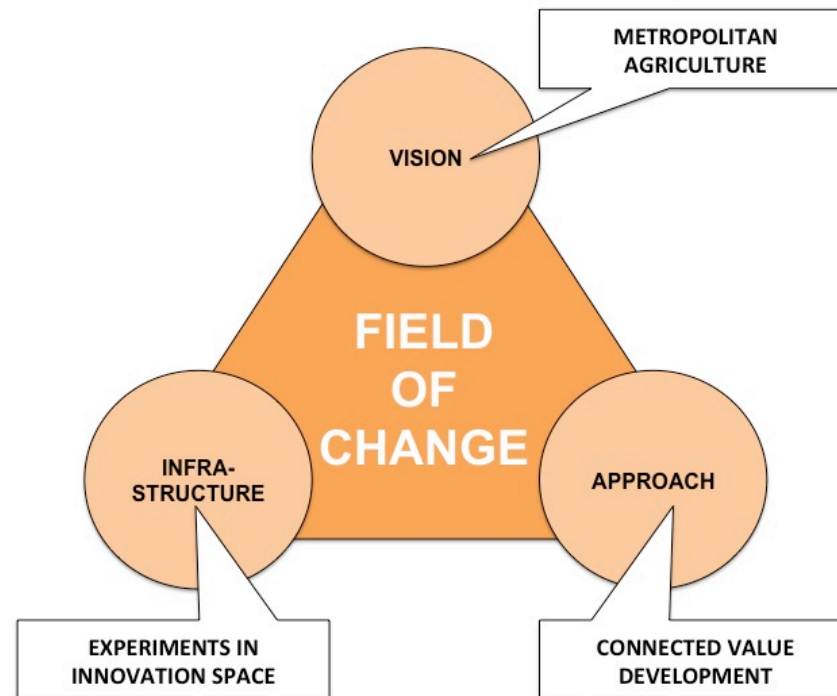 METROPOLITAN
AGRICULTURE
VISION
FIELD
OF
CHANGE
INFRA-
STRUCTURE
APPROACH
EXPERIMENTS IN
INNOVATION SPACE
CONNECTED VALUE
DEVELOPMENT